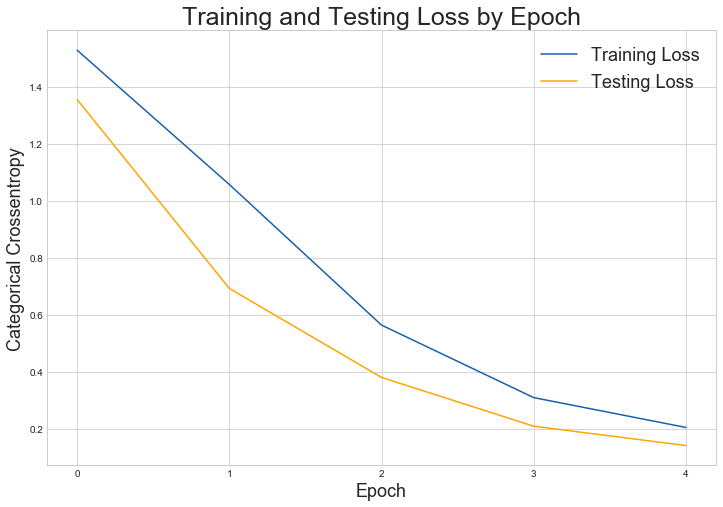 Training and Testing Loss by Epoch
Training Loss
Testing Loss
Categorical Crossentropy
1.4
1.2
1.0
0.8
0.6
0.4
0.2
0 1 2 3 4
Epoch